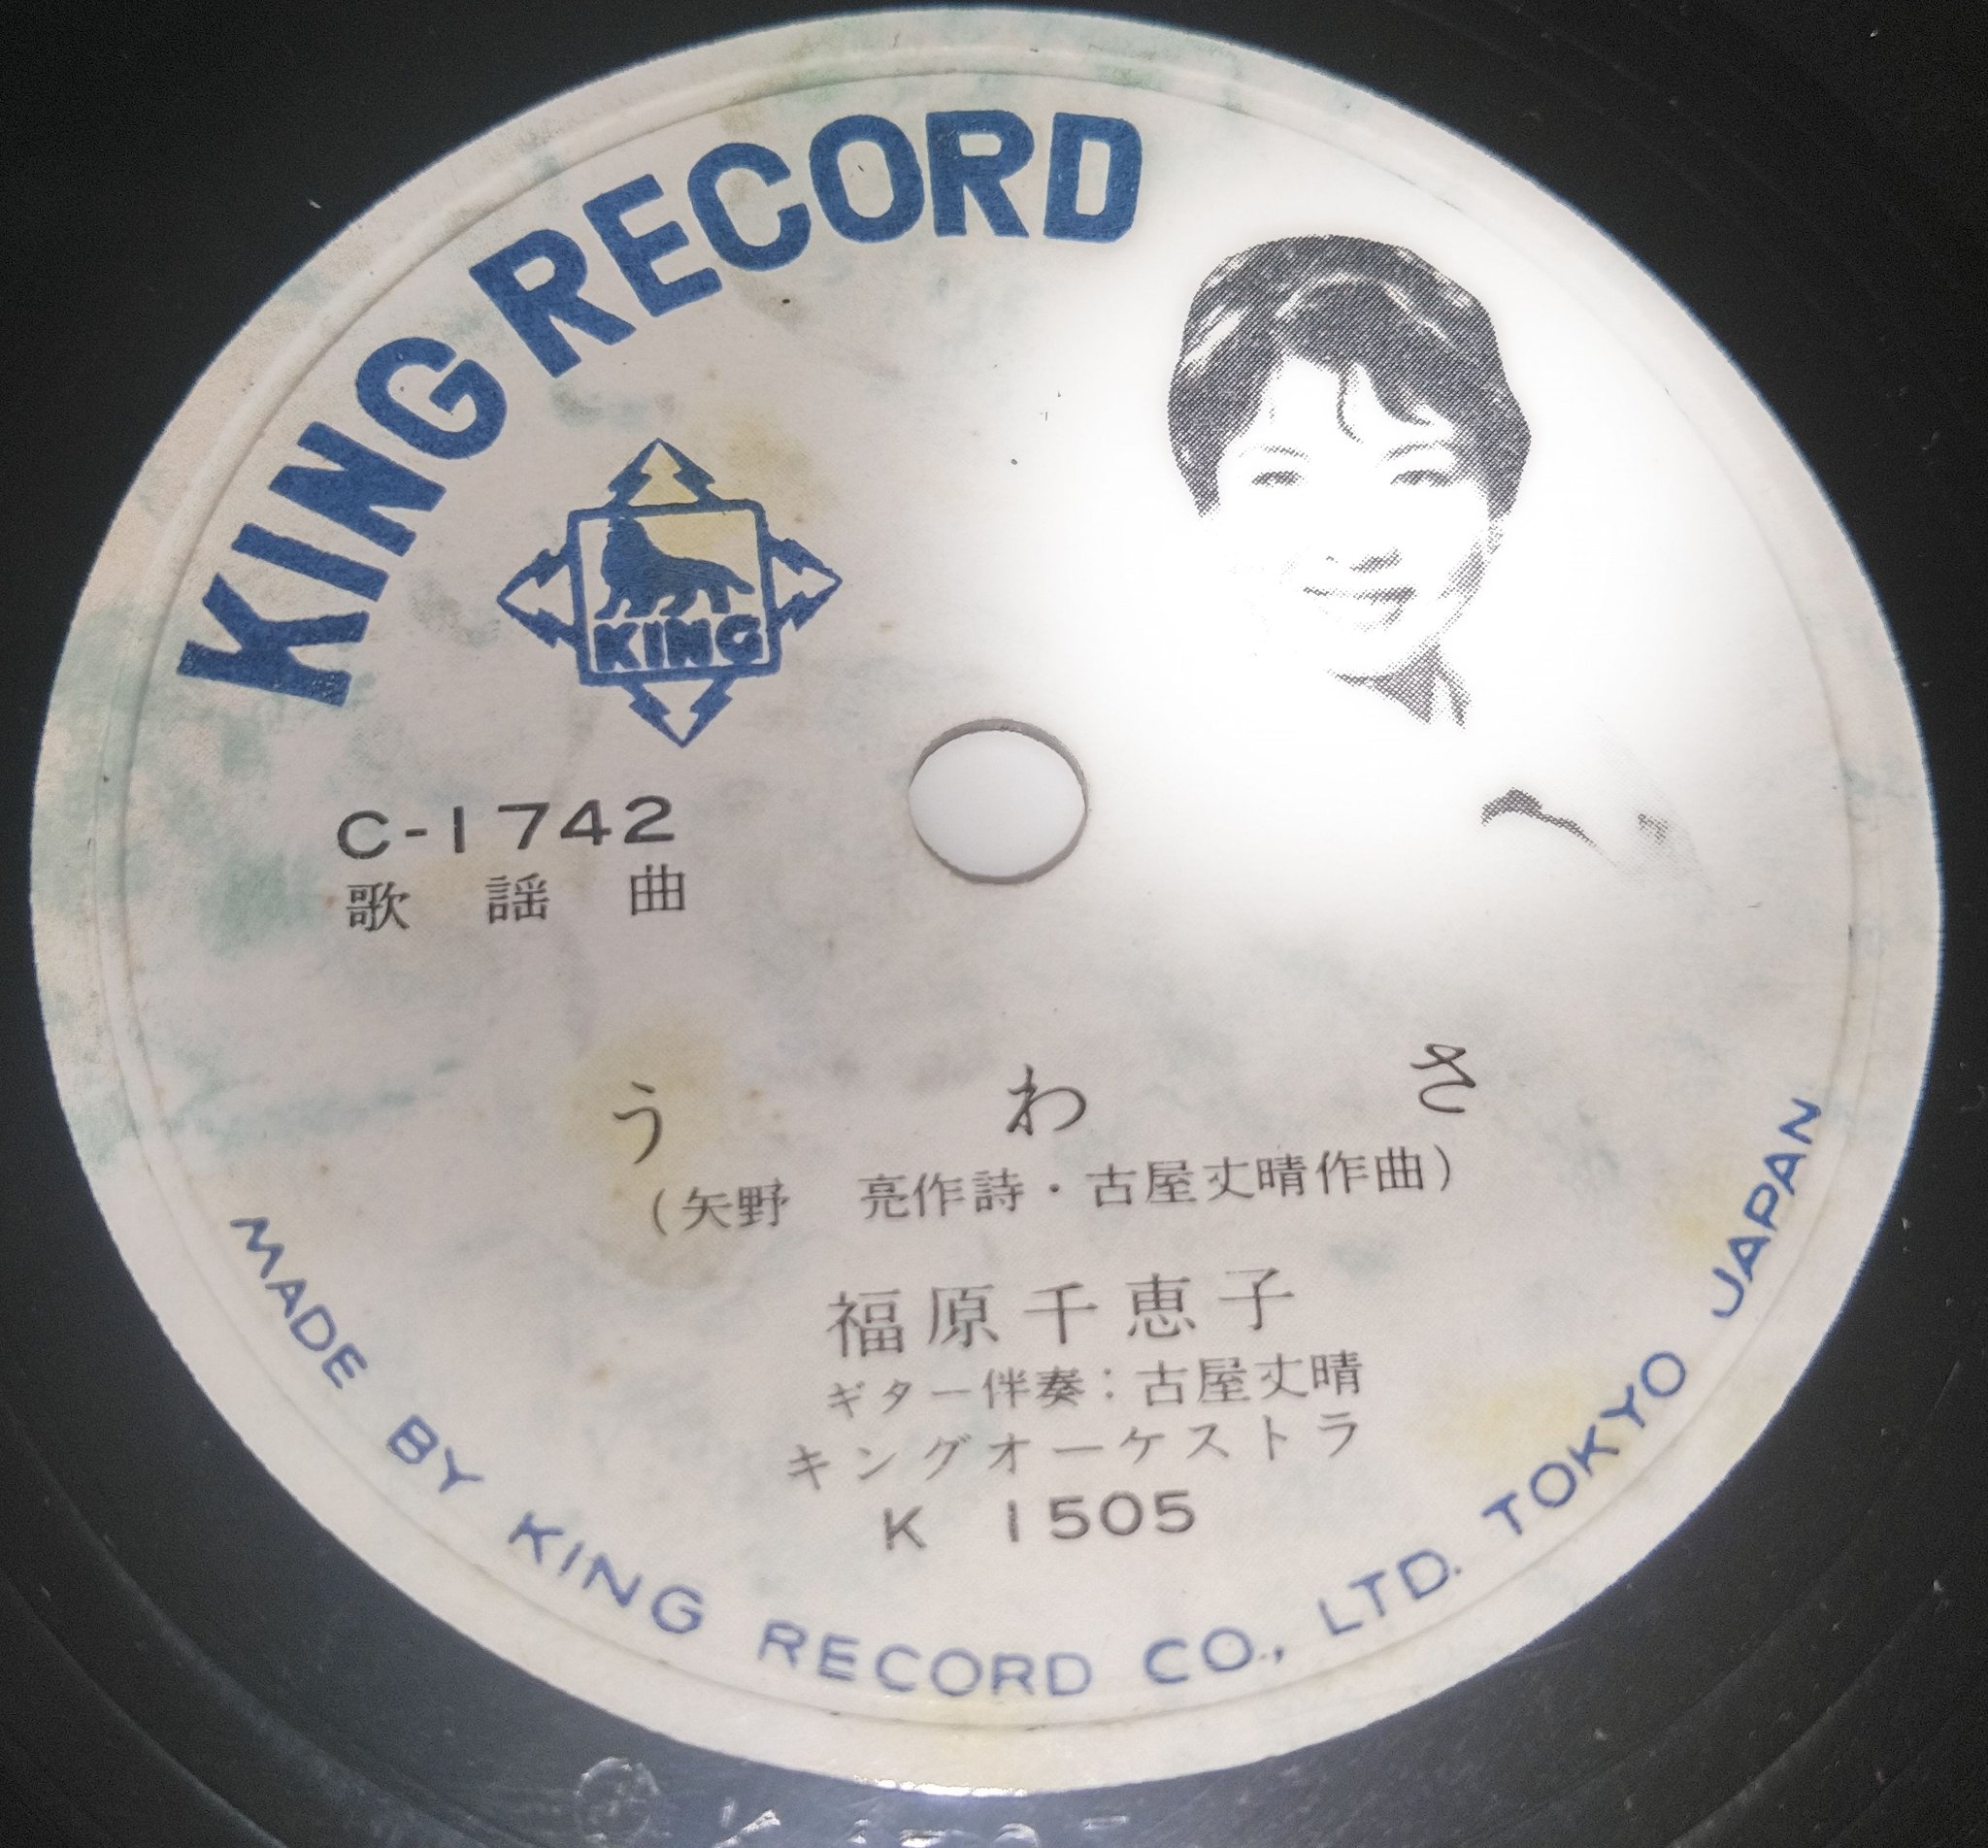 KING RECORD
KING
C-1742
歌謡曲
うわさ
(矢野 亮作詩・古屋丈晴作曲)
福原千恵子
ギター伴奏:古屋丈晴
キングオーケストラ
K 1505
MADE BY KING RECORD CO., LTD. TOKYO JAPAN